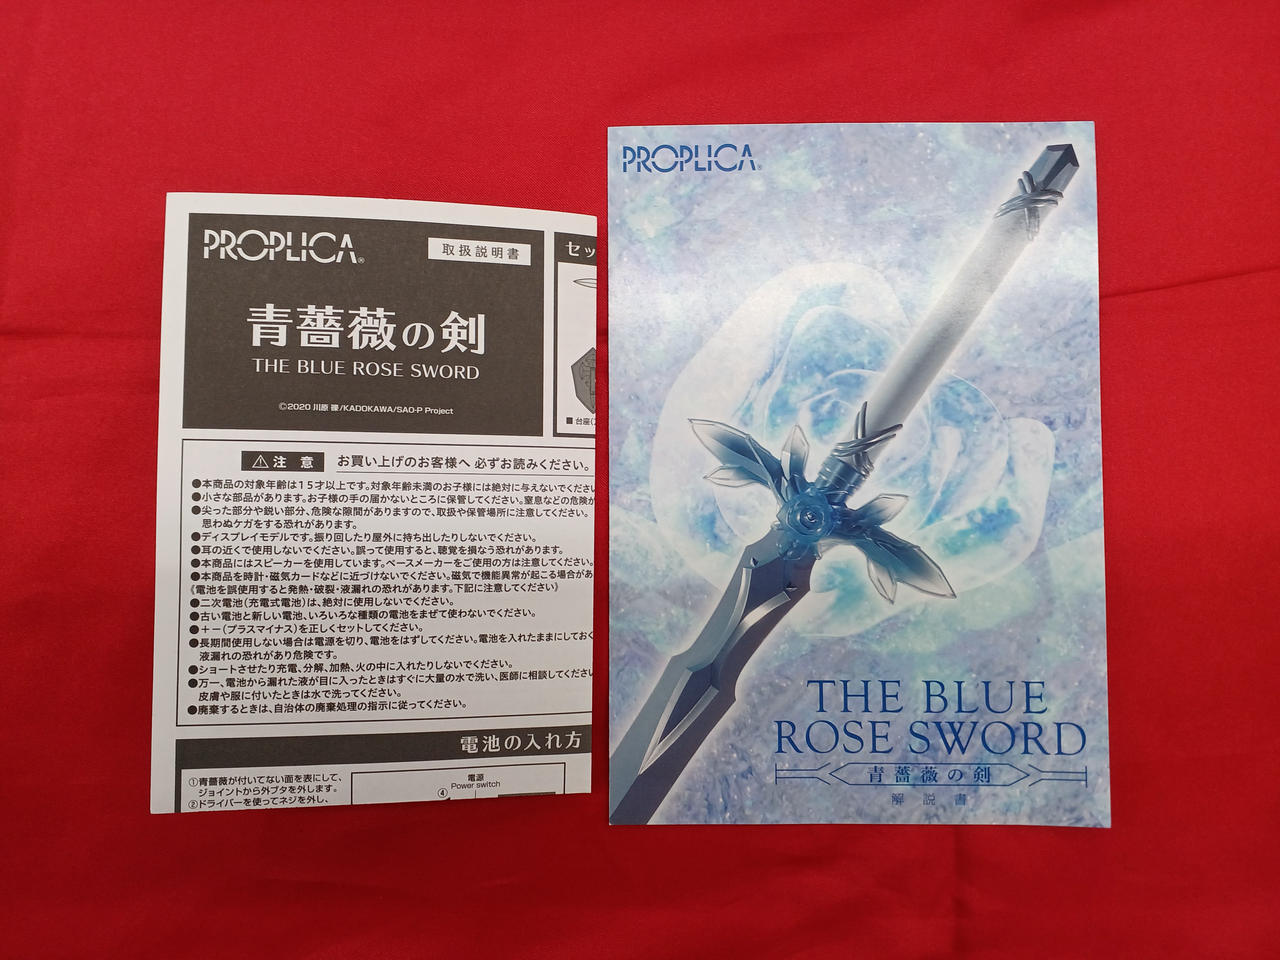 PROPLICA®
取扱説明書
青薔薇の剣
THE BLUE ROSE SWORD
©2020 川原 礫/KADOKAWA/SAO-P Project
セッ
■ 台座(
⚠注 意 お買い上げのお客様へ 必ずお読みください。
●本商品の対象年齢は15才以上です。対象年齢未満のお子様には絶対に与えないでくださ
●小さな部品があります。お子様の手の届かないところに保管してください。窒息などの危険が
●尖った部分や鋭い部分、危険な隙間がありますので、取扱や保管場所に注意してください。
思わぬケガをする恐れがあります。
●ディスプレイモデルです。振り回したり屋外に持ち出したりしないでください。
●耳の近くで使用しないでください。誤って使用すると、聴覚を損なう恐れがあります。
●本商品にはスピーカーを使用しています。ペースメーカーをご使用の方は注意してください。
●本商品を時計・磁気カードなどに近づけないでください。磁気で機能異常が起こる場合があ
《電池を誤使用すると発熱・破裂・液漏れの恐れがあります。下記に注意してください》
●二次電池(充電式電池)は、絶対に使用しないでください。
●古い電池と新しい電池、いろいろな種類の電池をまぜて使わないでください。
●+−(プラスマイナス)を正しくセットしてください。
●長期間使用しない場合は電源を切り、電池をはずしてください。電池を入れたままにしておく
液漏れの恐れがあり危険です。
●ショートさせたり充電、分解、加熱、火の中に入れたりしないでください。
●万一、電池から漏れた液が目に入ったときはすぐに大量の水で洗い、医師に相談してくださ
皮膚や服に付いたときは水で洗ってください。
●廃棄するときは、自治体の廃棄処理の指示に従ってください。
電池の入れ方
①青薔薇が付いてない面を表にして、
ジョイントから外ブタを外します。
②ドライバーを使ってネジを外し、
電源
Power switch
④
PROPLICA®
THE BLUE
ROSE SWORD
青薔薇の剣
解説書